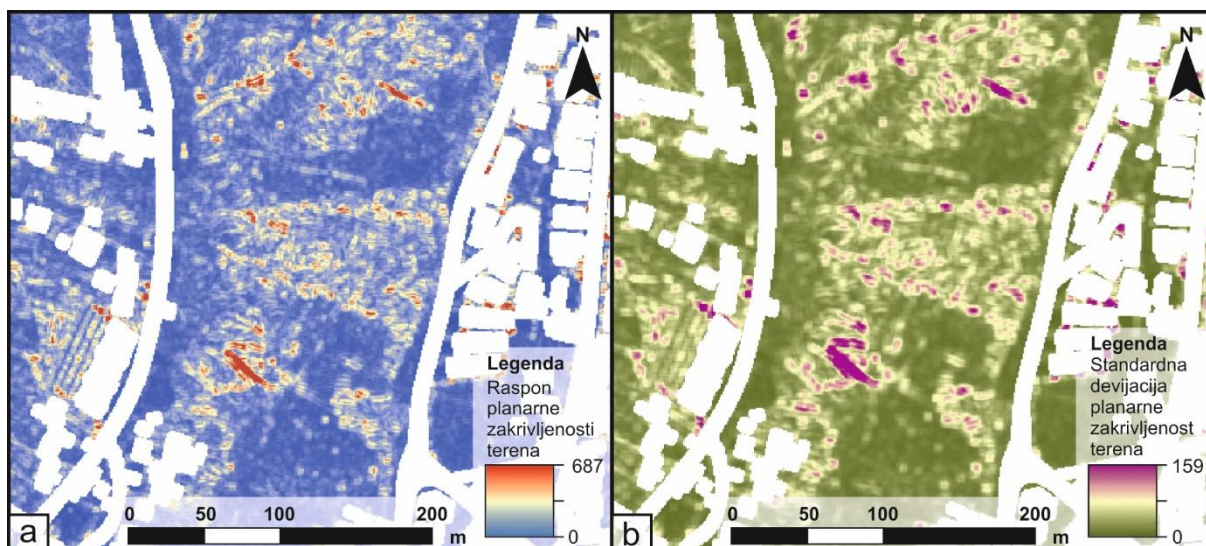 N
Legenda
Raspon
planarne
zakrivljenosti
terena
687
0
0 50 100 200
m
a
N
Legenda
Standardna
devijacija
planarne
zakrivljenost
terena
159
0
0 50 100 200
m
b